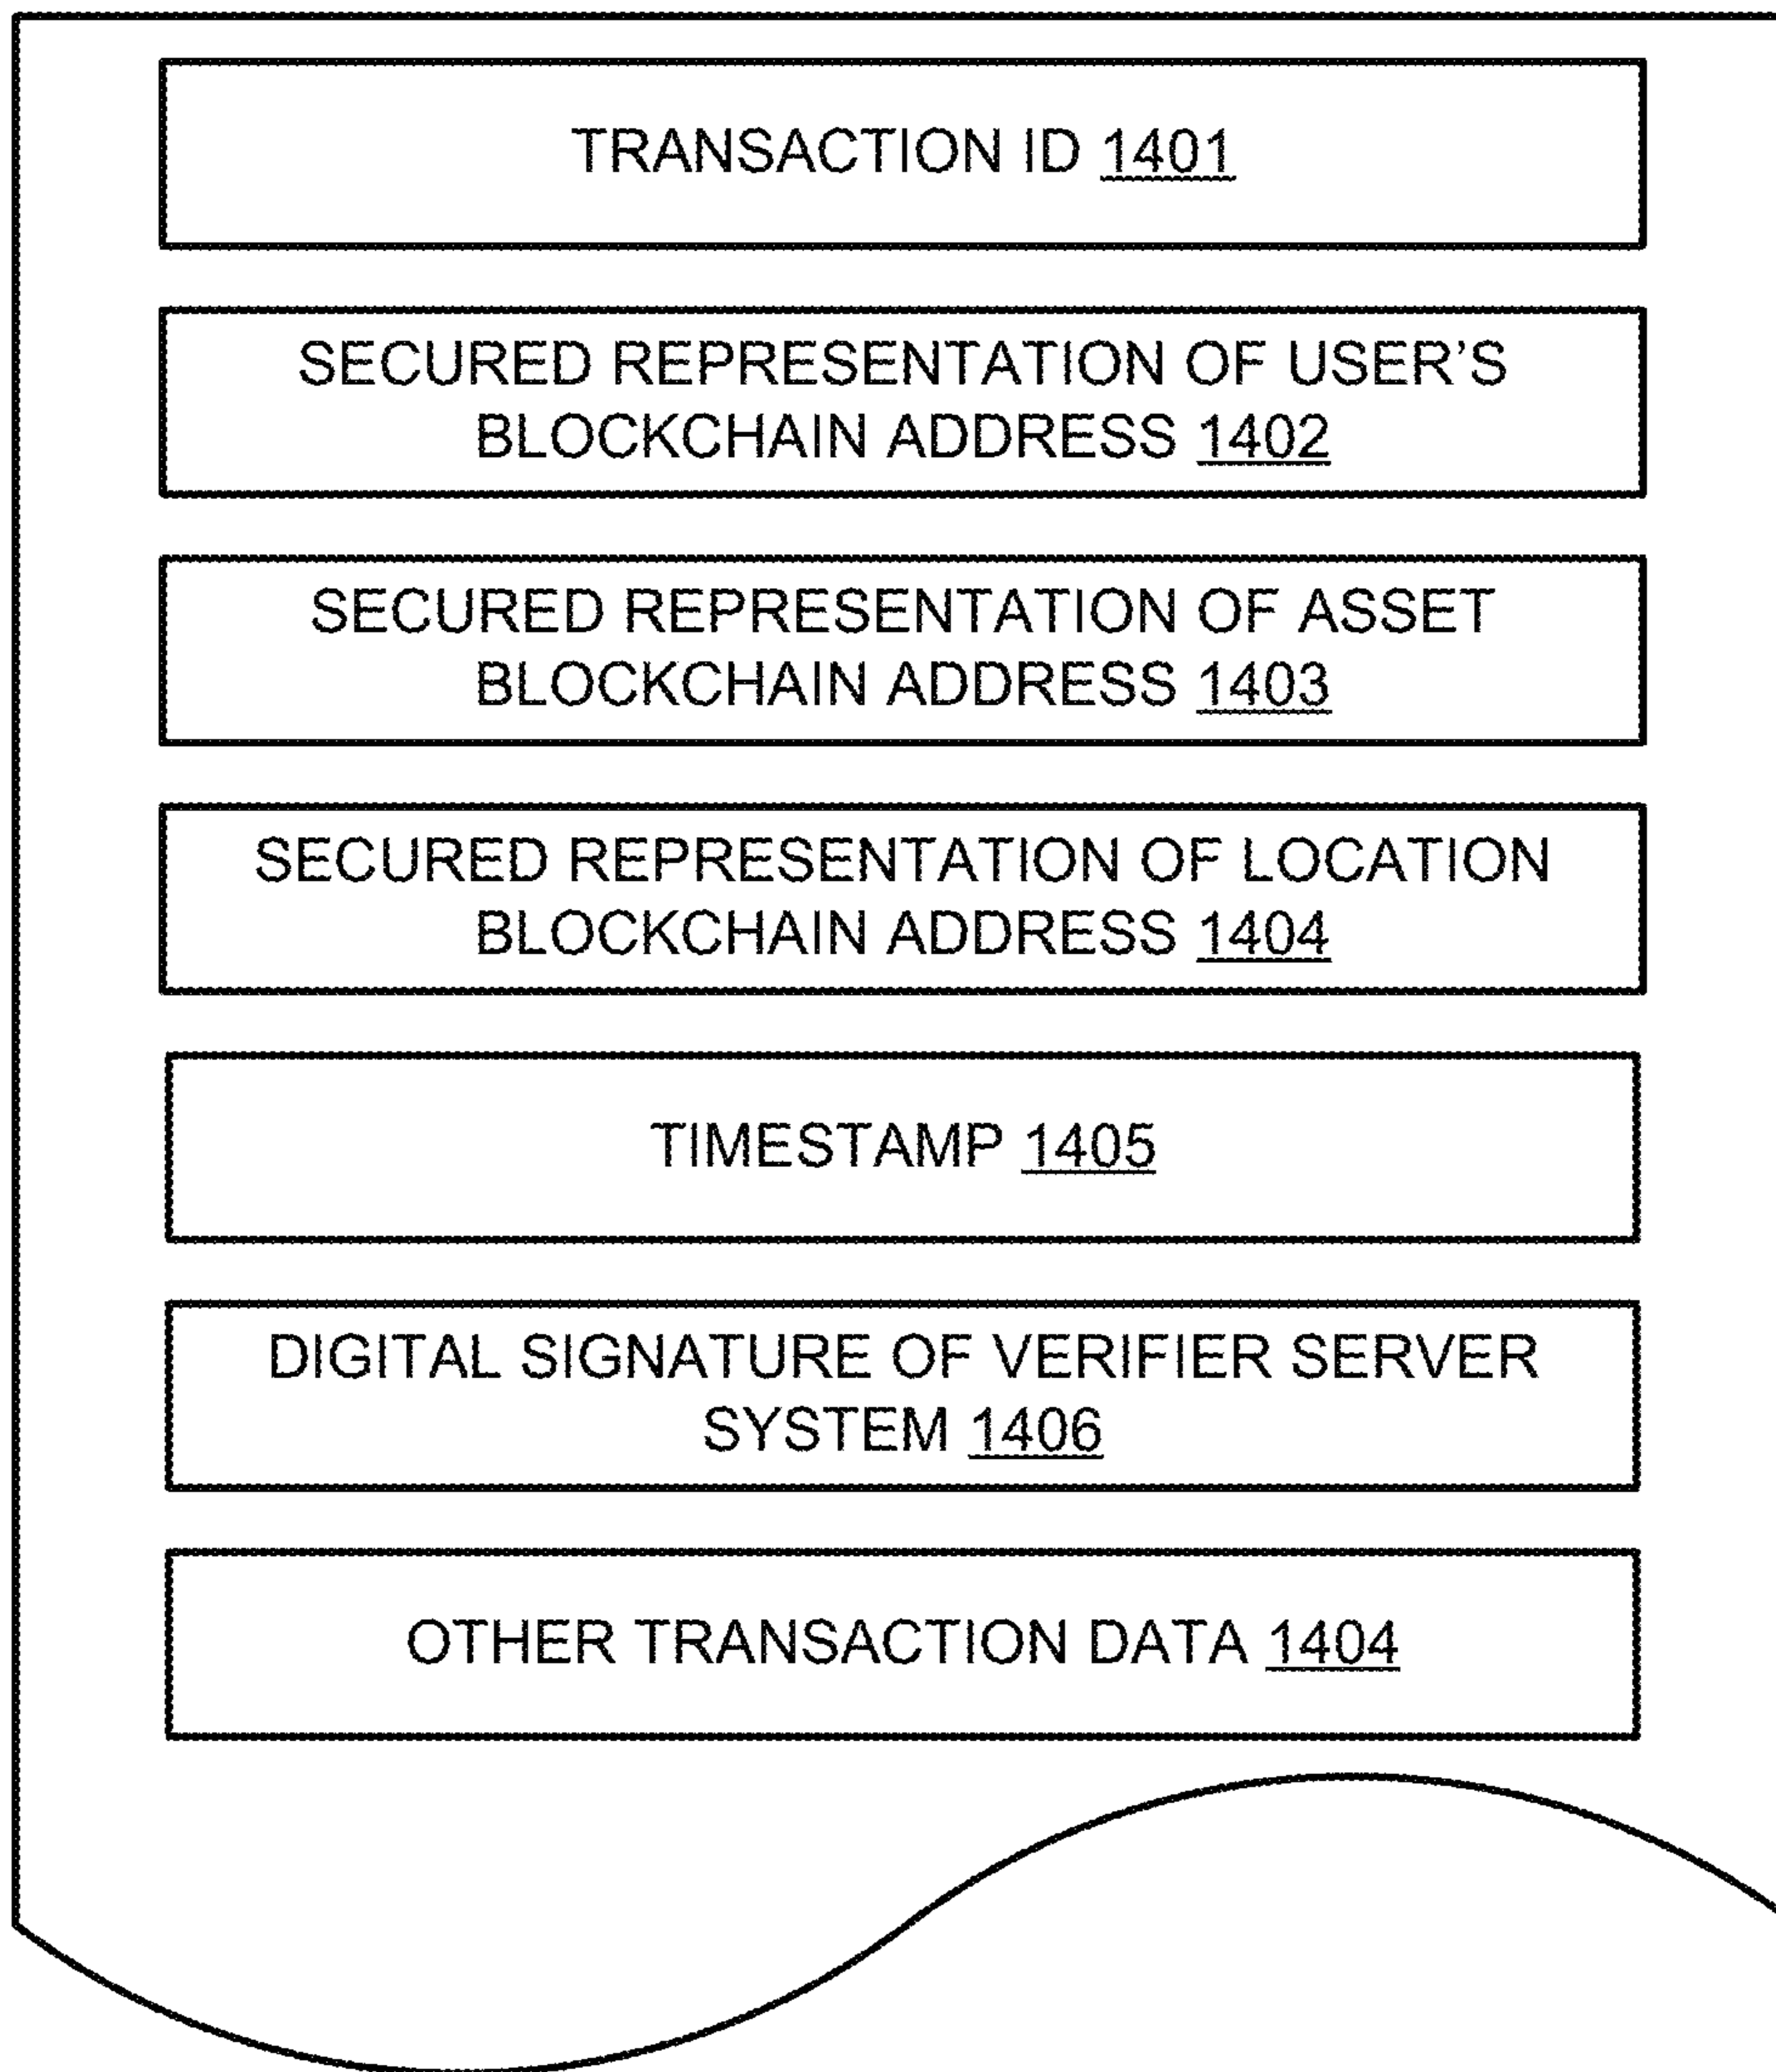 TRANSACTION ID 1401
SECURED REPRESENTATION OF USER’S
BLOCKCHAIN ADDRESS 1402
SECURED REPRESENTATION OF ASSET
BLOCKCHAIN ADDRESS 1403
SECURED REPRESENTATION OF LOCATION
BLOCKCHAIN ADDRESS 1404
TIMESTAMP 1405
DIGITAL SIGNATURE OF VERIFIER SERVER
SYSTEM 1406
OTHER TRANSACTION DATA 1404